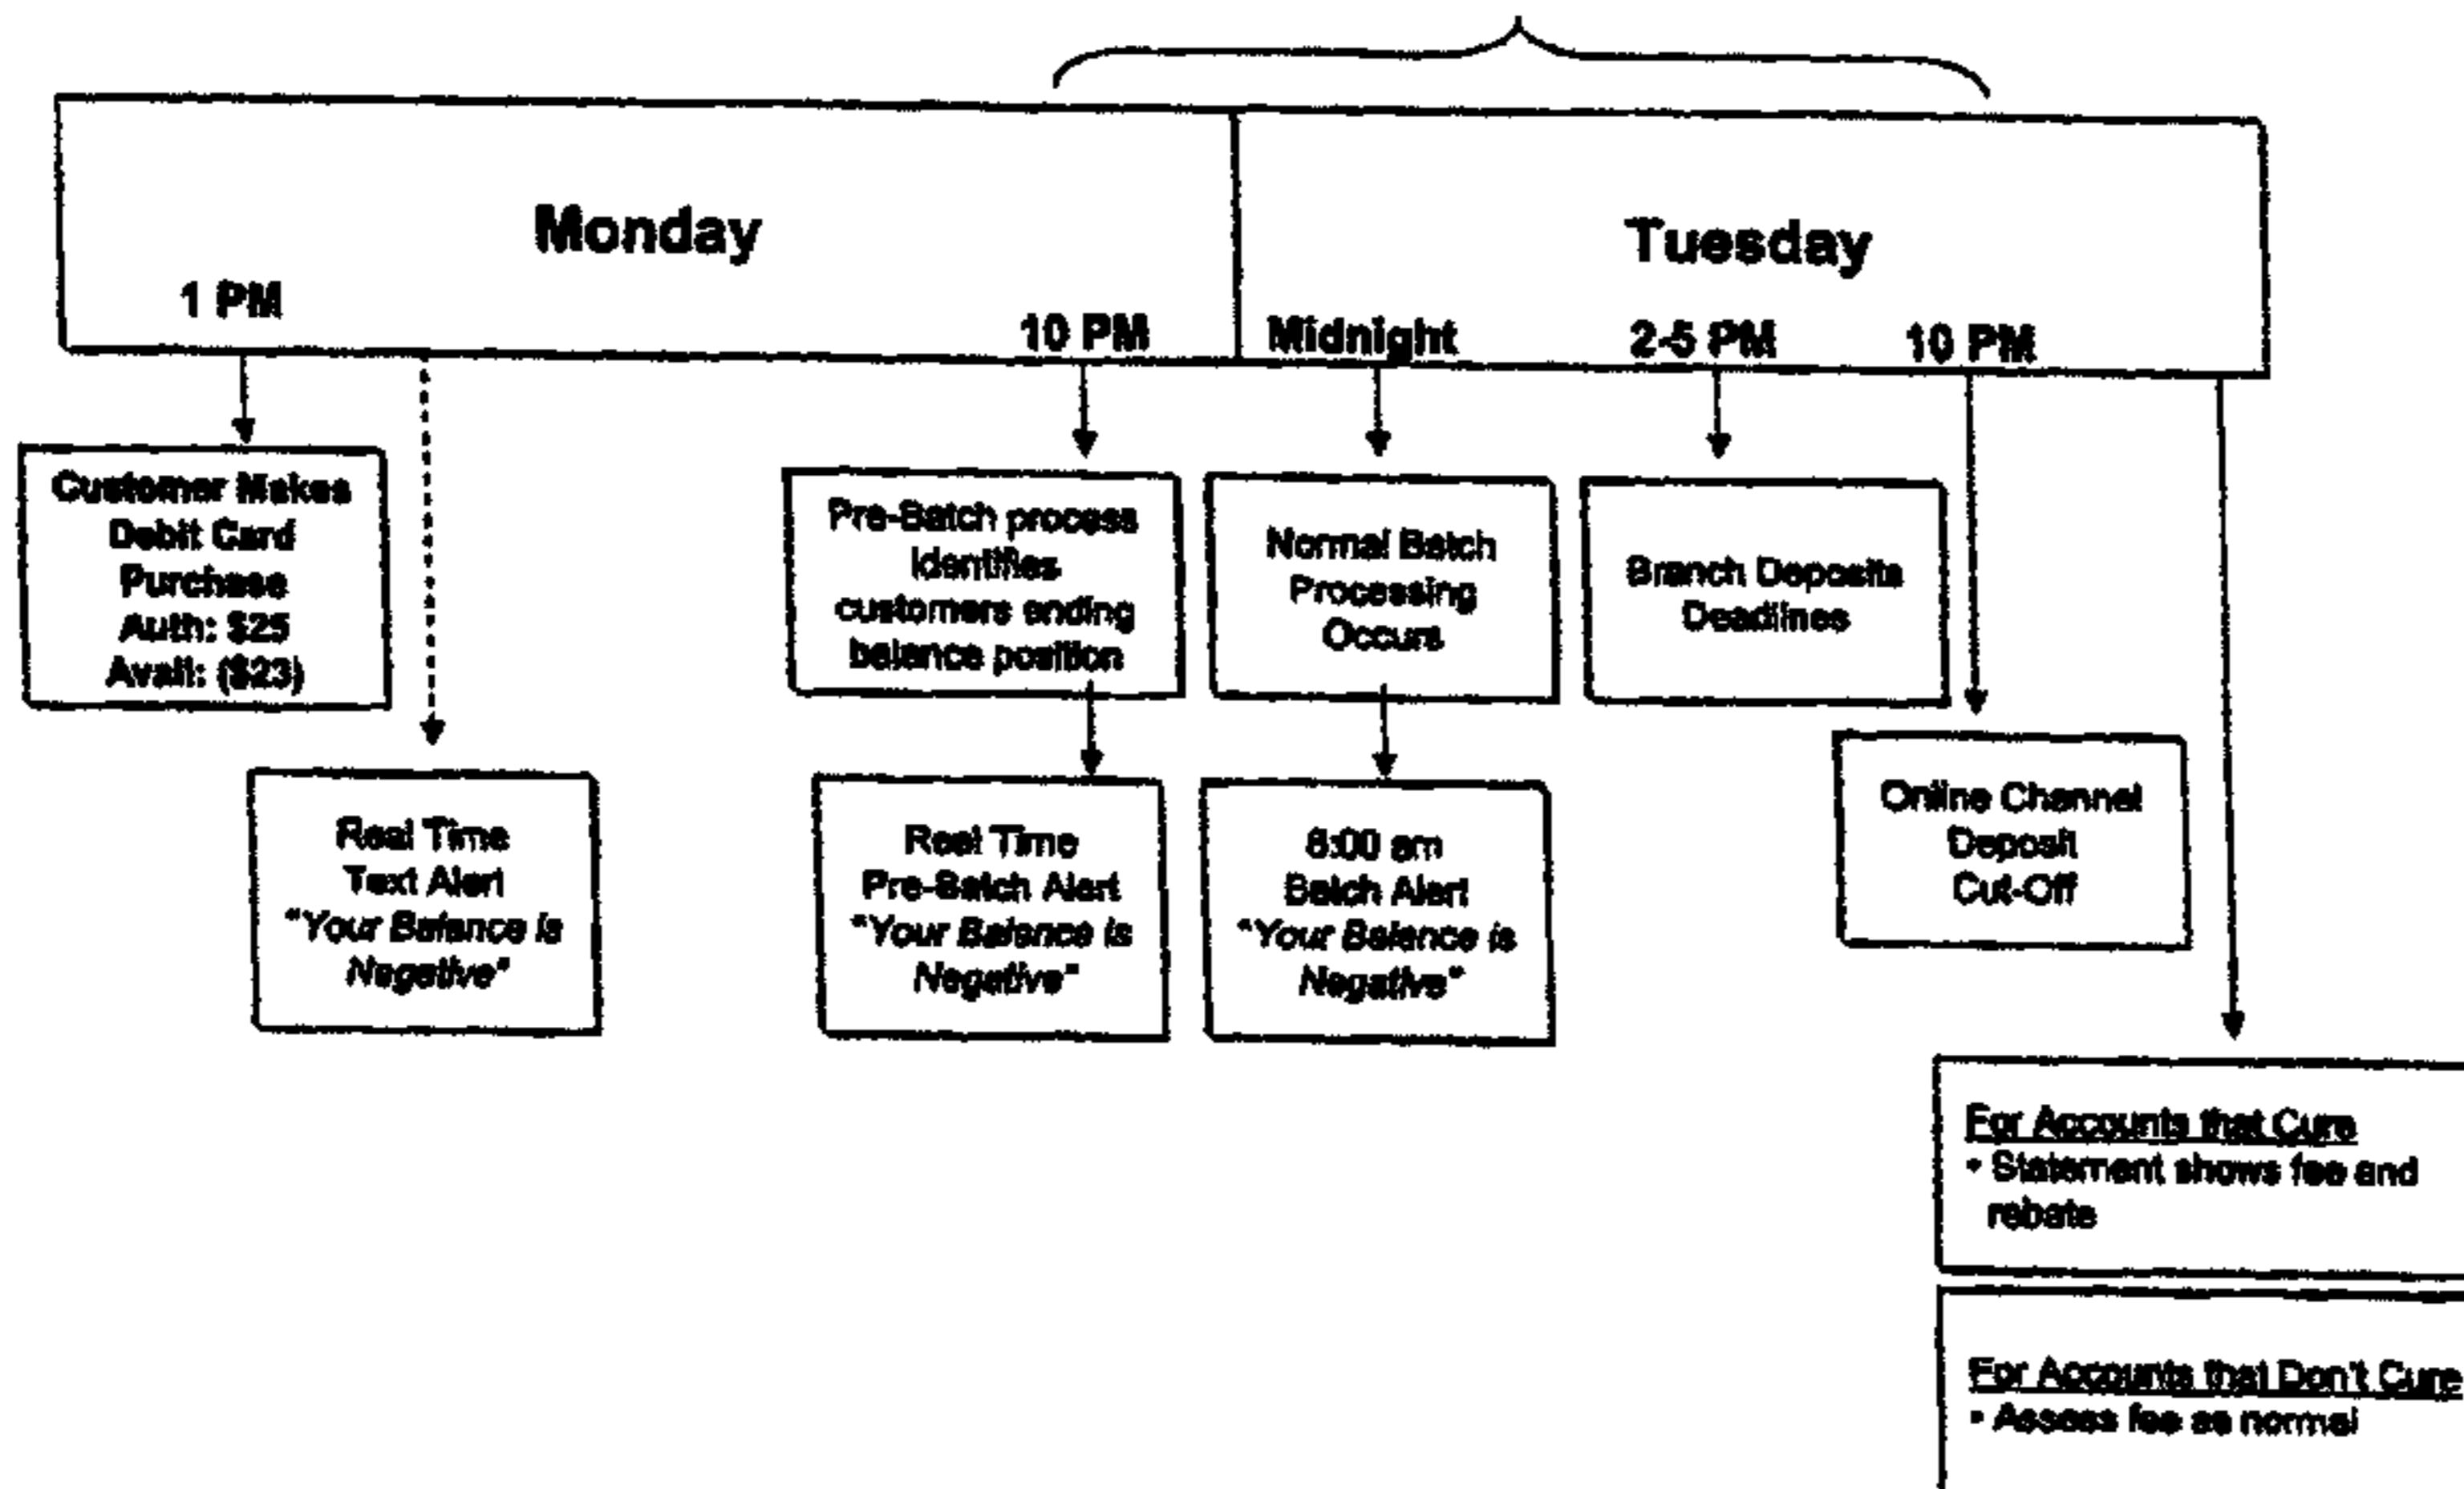 Monday
Tuesday
1 PM
10 PM
Midnight
2-5 PM
10 PM
Customer Makes
Debit Card
Purchase
Auth: $25
Avail: ($23)
Pre-Batch process
identifies
customers ending
balance position
Normal Batch
Processing
Occurs
Branch Deposits
Deadlines
Real Time
Text Alert
"Your Balance is
Negative"
Real Time
Pre-Batch Alert
"Your Balance is
Negative"
:00 am
Batch Alert
"Your Balance is
Negative"
Online Channel
Deposit
Cut-Off
For Accounts that Cure
• Statement shows fee and
rebate
For Accounts that Don't Cure
• Assess fee as normal